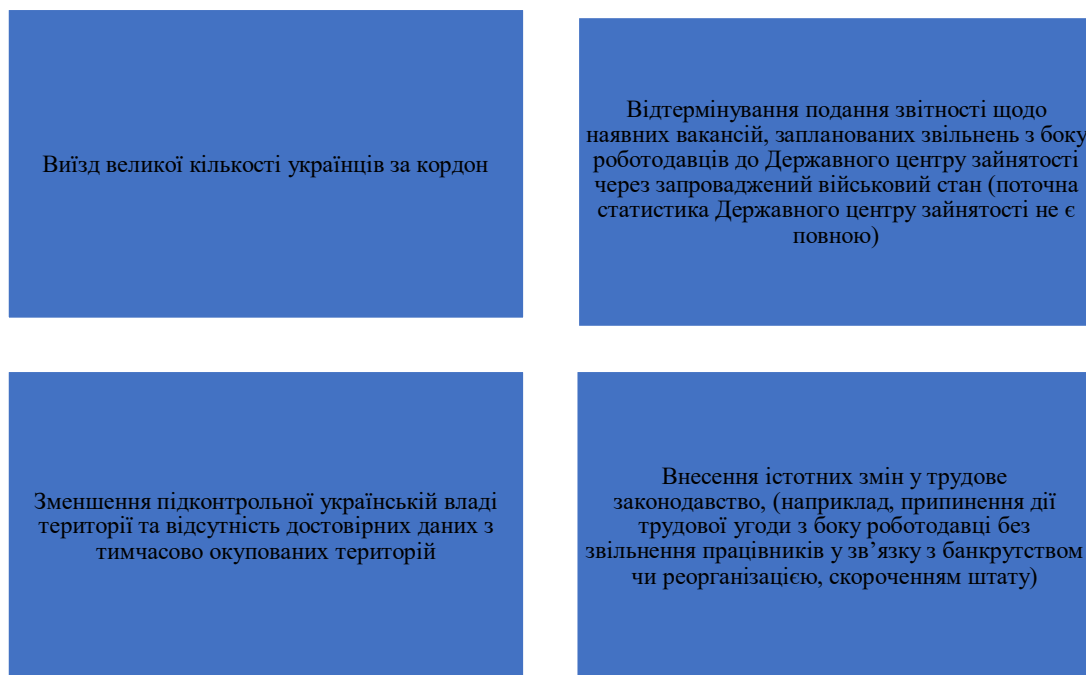 Виїзд великої кількості українців за кордон
Відтермінування подання звітності щодо
наявних вакансій, запланованих звільнень з боку
роботодавців до Державного центру зайнятості
через запроваджений військовий стан (поточна
статистика Державного центру зайнятості не є
повною)
Зменшення підконтрольної українській владі
території та відсутність достовірних даних з
тимчасово окупованих територій
Внесення істотних змін у трудове
законодавство, (наприклад, припинення дії
трудової угоди з боку роботодавці без
звільнення працівників у зв’язку з банкрутством
чи реорганізацією, скороченням штату)